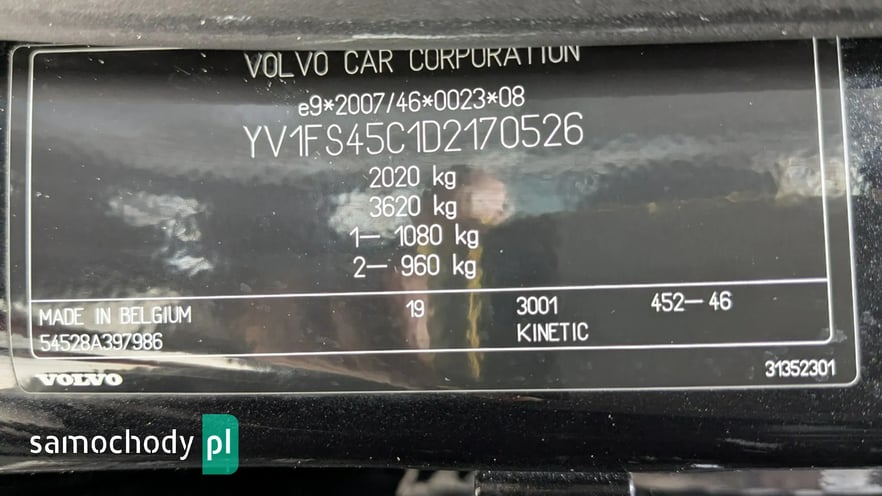 VOLVO CAR CORPORATION
e9*2007/46*0023*08
YV1FS45C1D2170526
2020 kg
3620 kg
1— 1080 kg
2— 960 kg
MADE IN BELGIUM 19 3001 452—46
54528A397986 KINETIC
VOLVO 31352301
samochody pl